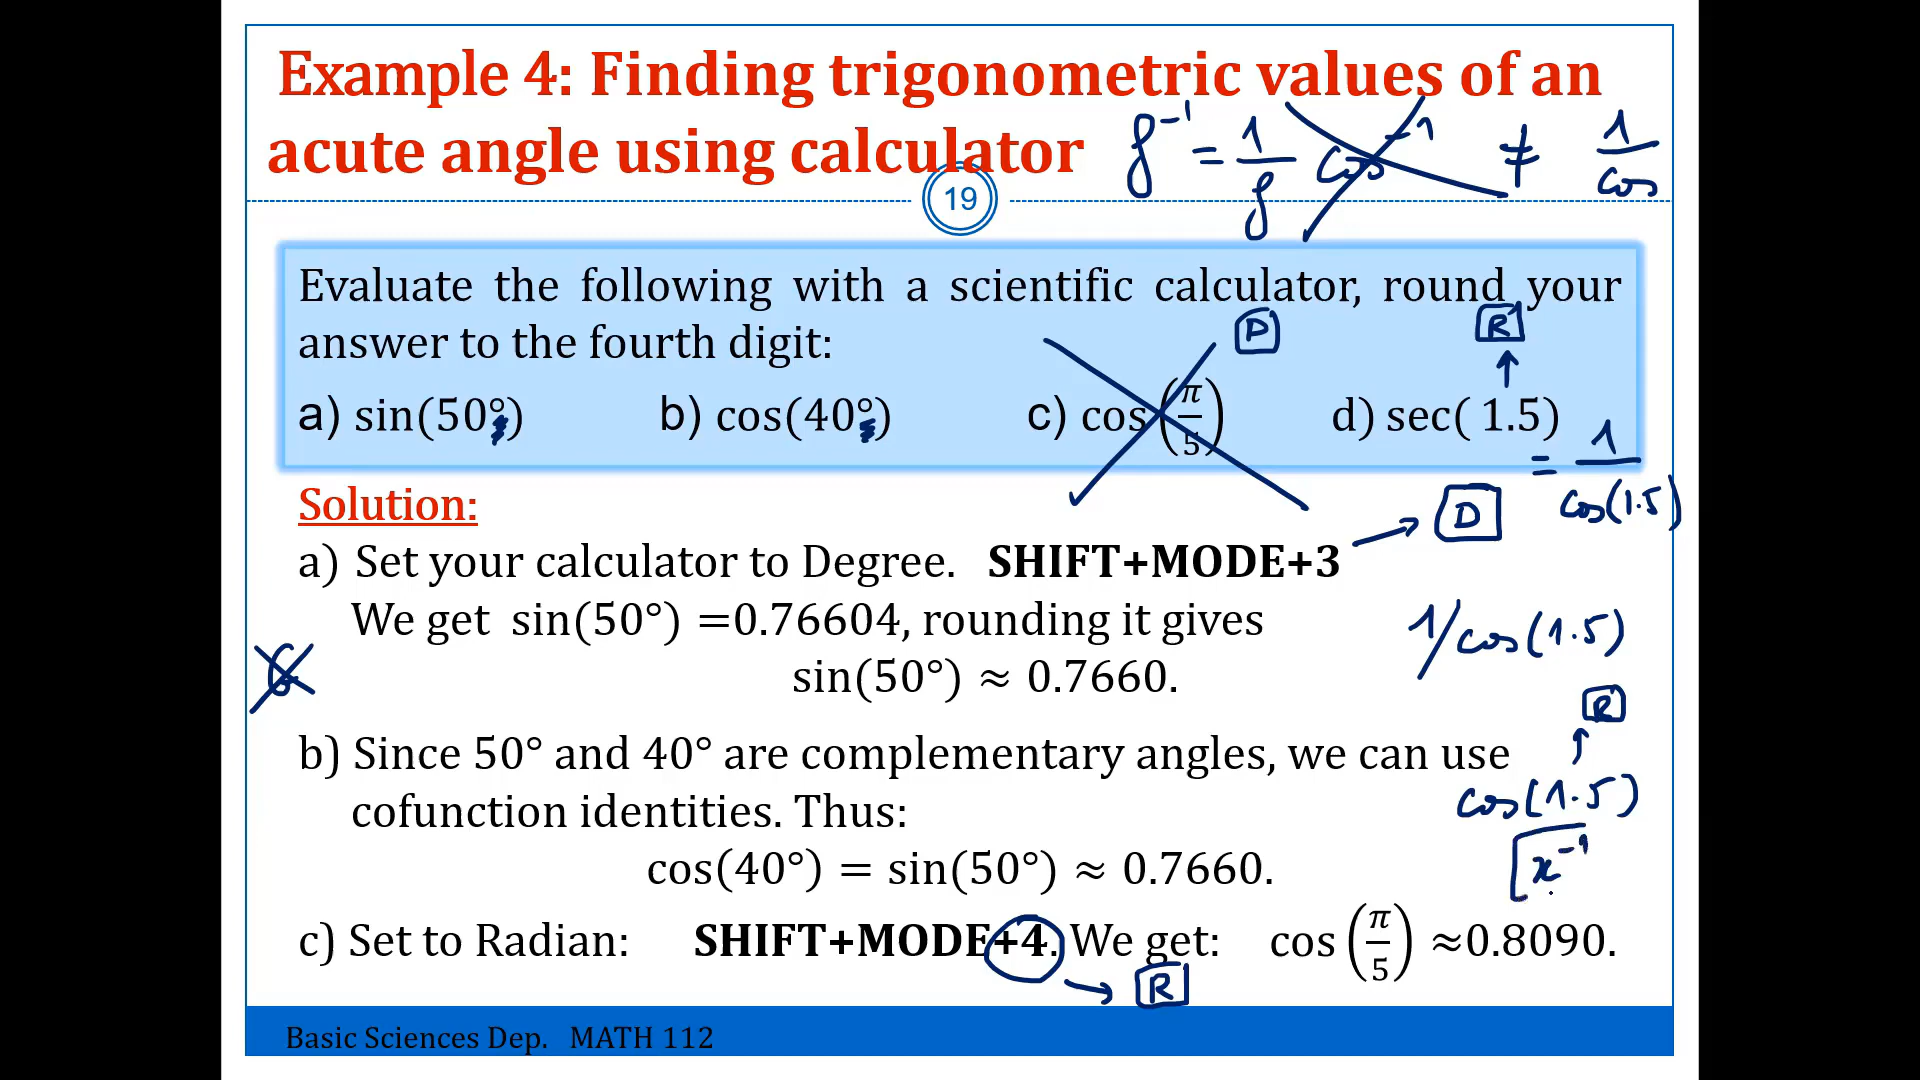 Example 4: Finding trigonometric values of an
acute angle using calculator
f⁻¹ = 1/f cos⁻¹ ≠ 1/cos
19
Evaluate the following with a scientific calculator, round your
answer to the fourth digit:
D
R
a) sin(50°) b) cos(40°) c) cos(π/5) d) sec( 1.5)
= 1/cos(1.5)
Solution:
D
a) Set your calculator to Degree. SHIFT+MODE+3
We get sin(50°) =0.76604, rounding it gives
1/cos(1.5)
sin(50°) ≈ 0.7660.
G
R
b) Since 50° and 40° are complementary angles, we can use
cofunction identities. Thus:
cos(1.5)
cos(40°) = sin(50°) ≈ 0.7660.
x⁻¹
c) Set to Radian: SHIFT+MODE+4. We get: cos(π/5) ≈0.8090.
R
Basic Sciences Dep. MATH 112